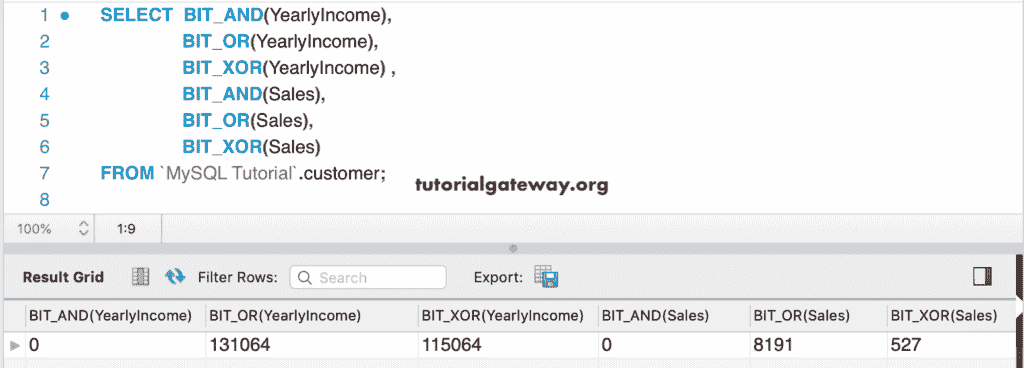 1 SELECT BIT_AND(YearlyIncome),
2 BIT_OR(YearlyIncome),
3 BIT_XOR(YearlyIncome) ,
4 BIT_AND(Sales),
5 BIT_OR(Sales),
6 BIT_XOR(Sales)
7 FROM `MySQL Tutorial`.customer;
tutorialgateway.org
8
100% 1:9
Result Grid Filter Rows: Search Export:
BIT_AND(YearlyIncome) BIT_OR(YearlyIncome) BIT_XOR(YearlyIncome) BIT_AND(Sales) BIT_OR(Sales) BIT_XOR(Sales)
0 131064 115064 0 8191 527